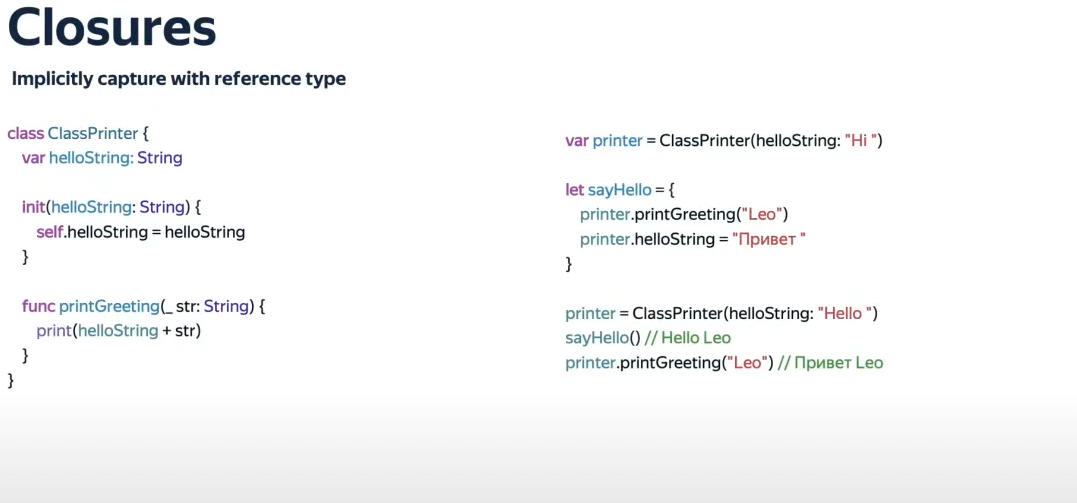 Closures
Implicitly capture with reference type
class ClassPrinter {
var helloString: String
init(helloString: String) {
self.helloString = helloString
}
func printGreeting(_ str: String) {
print(helloString + str)
}
}
var printer = ClassPrinter(helloString: "Hi ")
let sayHello = {
printer.printGreeting("Leo")
printer.helloString = "Привет "
}
printer = ClassPrinter(helloString: "Hello ")
sayHello() // Hello Leo
printer.printGreeting("Leo") // Привет Leo